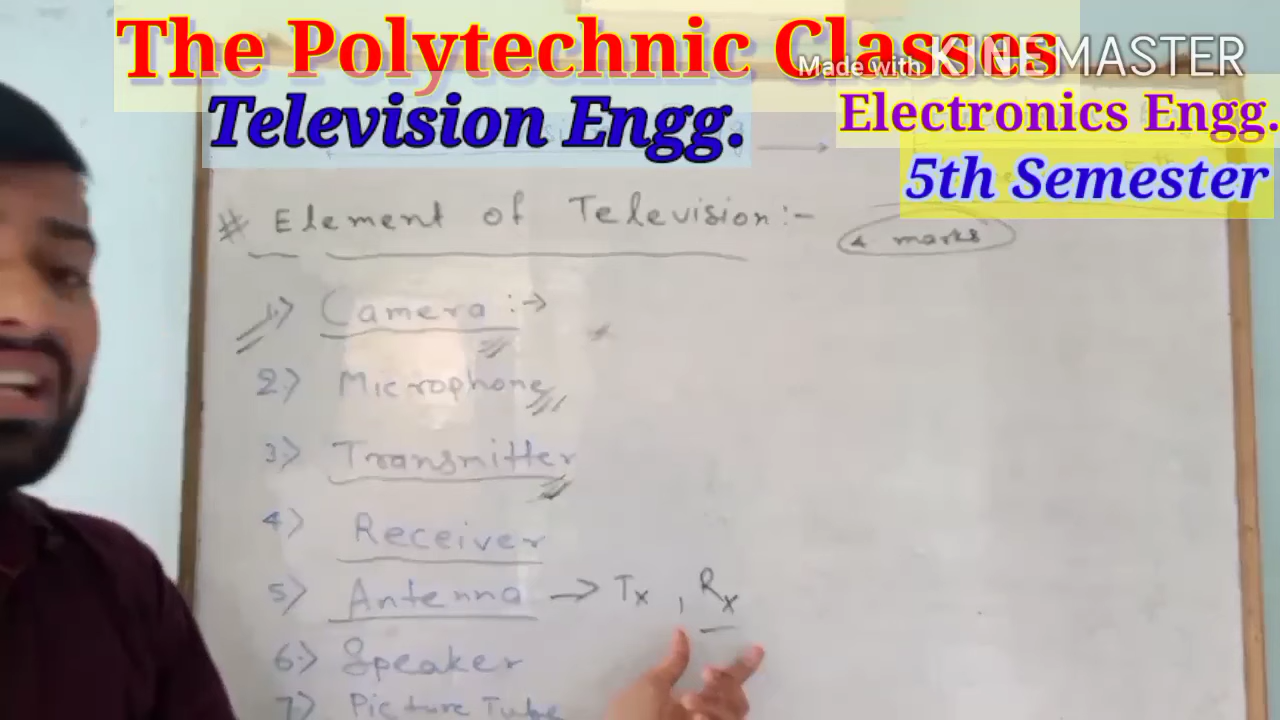 The Polytechnic Classes
Made with KINEMASTER
Television Engg.
Electronics Engg.
5th Semester
# Element of Television :-
4 marks
1.) Camera :→
2.) Microphone
3.) Transmitter
4.) Receiver
5.) Antenna → Tx , Rx
6.) Speaker
7.) Picture Tube